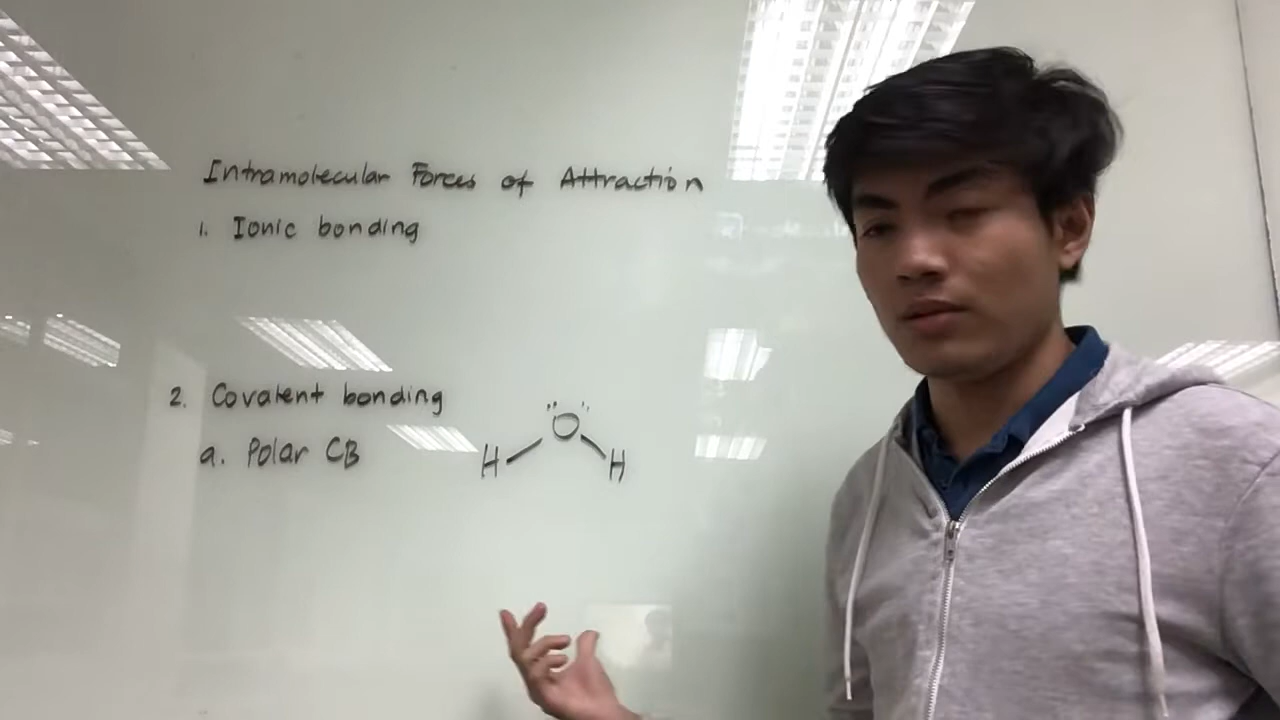 Intramolecular Forces of Attraction
1. Ionic bonding
2. Covalent bonding
a. Polar CB
H O H